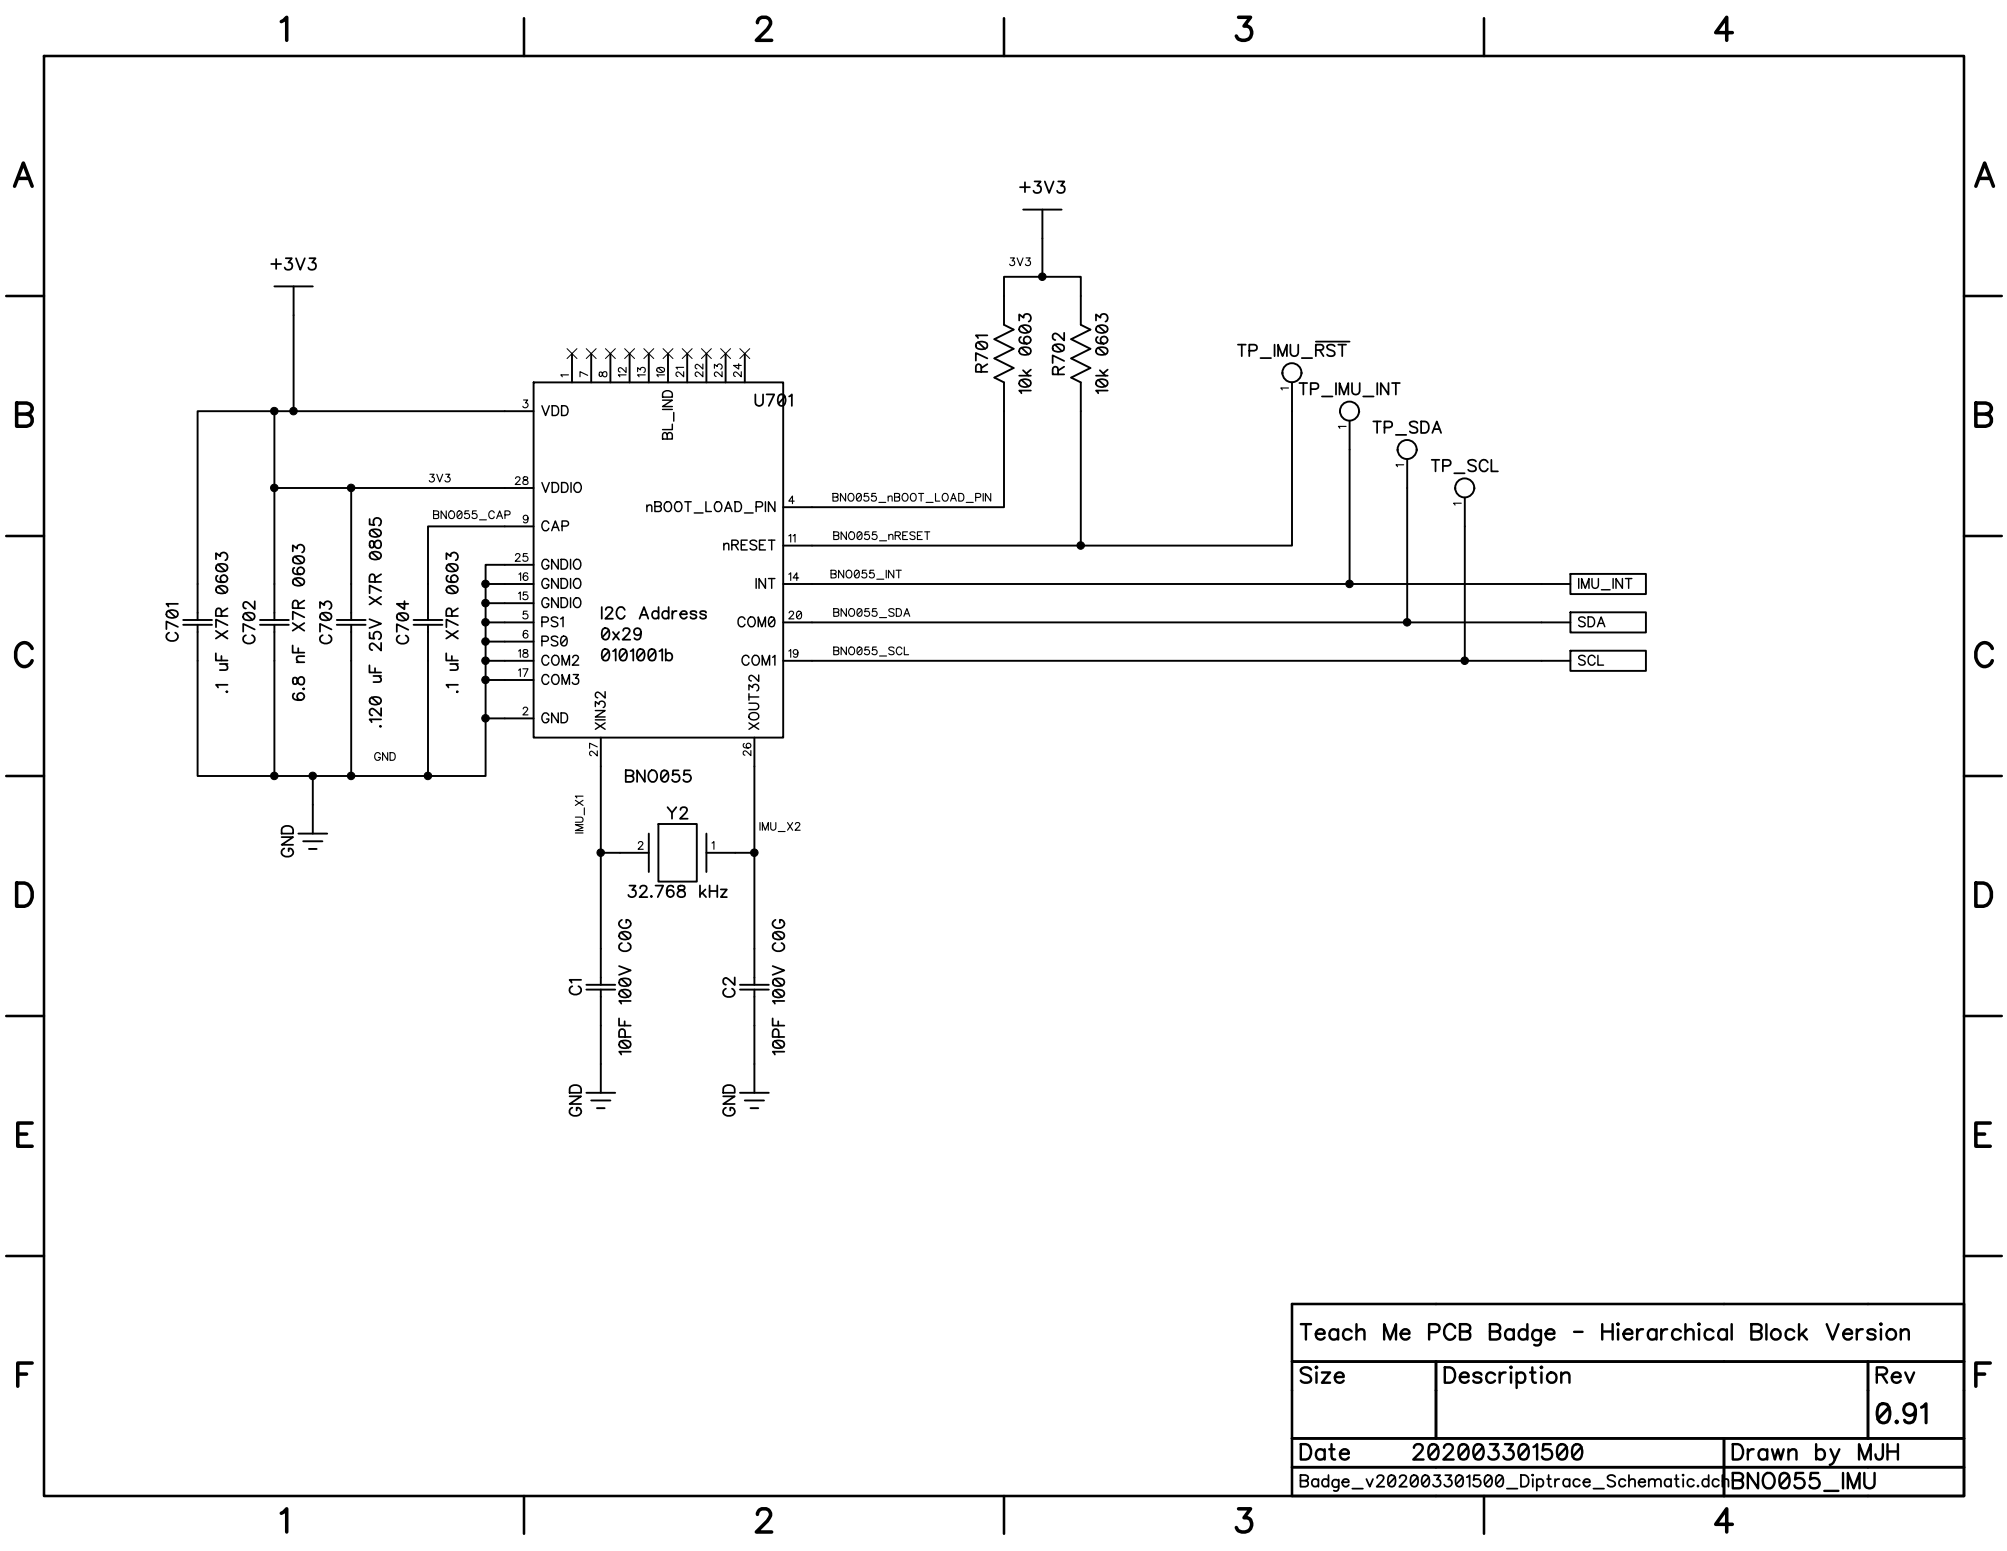 1 2 3 4
A A
B B
C C
D D
E E
F F
1 2 3 4
+3V3
+3V3
3V3
R701
10k 0603
R702
10k 0603
TP_IMU_RST
1
TP_IMU_INT
1
TP_SDA
1
TP_SCL
1
1 7 8 12 13 10 21 22 23 24
BL_IND
U701
3 VDD
3V3 28 VDDIO
BNO055_CAP 9 CAP
25 GNDIO
16 GNDIO
15 GNDIO
5 PS1
6 PS0
18 COM2
17 COM3
2 GND
I2C Address
0x29
0101001b
nBOOT_LOAD_PIN 4 BNO055_nBOOT_LOAD_PIN
nRESET 11 BNO055_nRESET
INT 14 BNO055_INT IMU_INT
COM0 20 BNO055_SDA SDA
COM1 19 BNO055_SCL SCL
XIN32
27
XOUT32
26
C701
.1 uF X7R 0603
C702
6.8 nF X7R 0603
C703
.120 uF 25V X7R 0805
C704
.1 uF X7R 0603
GND
GND
BNO055
IMU_X1
IMU_X2
Y2
2 1
32.768 kHz
C1
10PF 100V C0G
C2
10PF 100V C0G
GND
GND
Teach Me PCB Badge - Hierarchical Block Version
Size Description Rev
0.91
Date 202003301500 Drawn by MJH
Badge_v202003301500_Diptrace_Schematic.dch BNO055_IMU